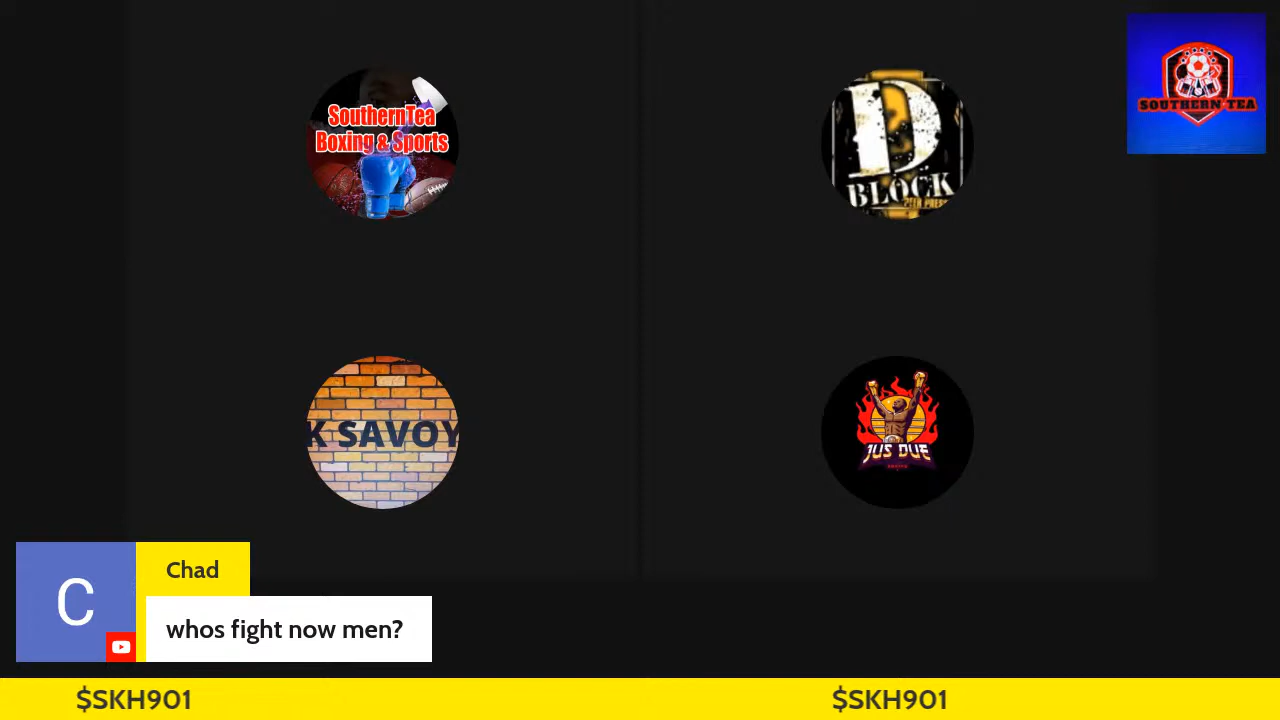 SouthernTea
Boxing & Sports
D
BLOCK
SOUTHERN TEA
K SAVOY
JUS DUE
C
Chad
whos fight now men?
$SKH901
$SKH901